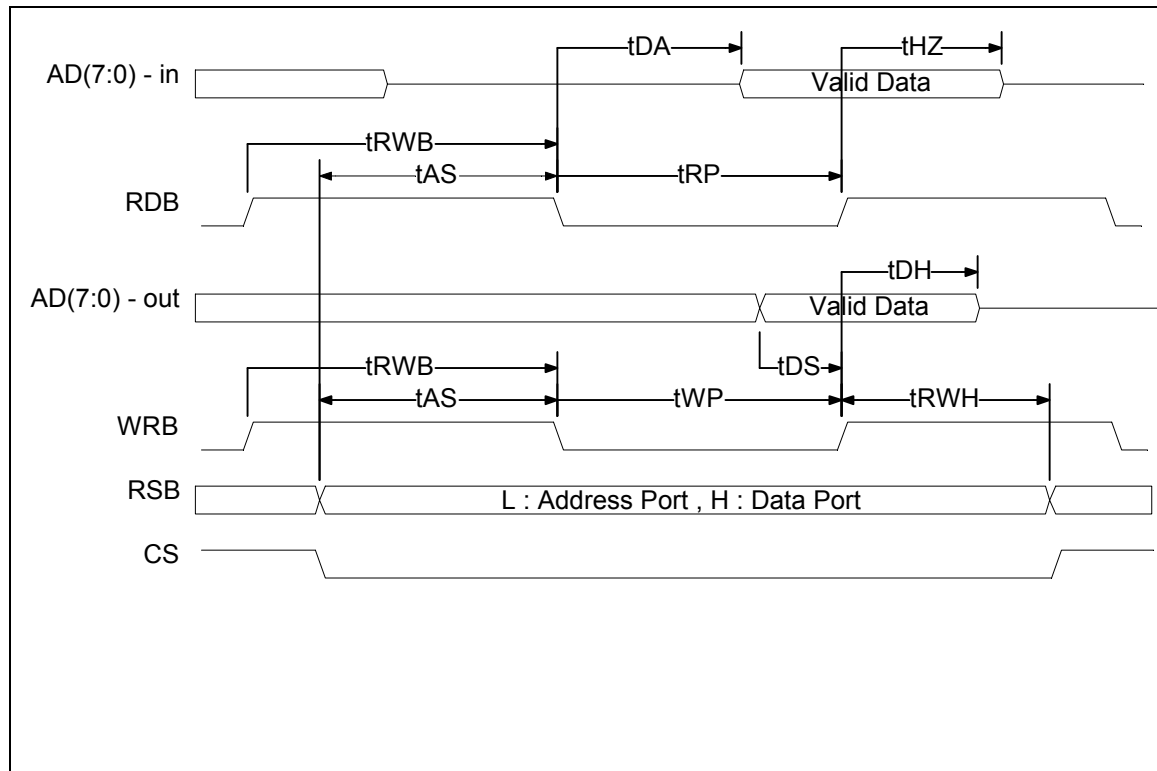 tDA tHZ
AD(7:0) - in Valid Data
tRWB
tAS tRP
RDB
tDH
AD(7:0) - out Valid Data
tRWB tDS
tAS tWP tRWH
WRB
RSB L : Address Port , H : Data Port
CS